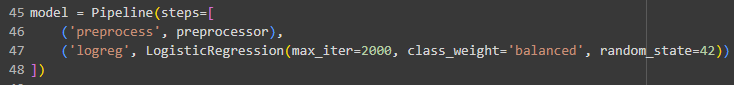 45 model = Pipeline(steps=[
46     ('preprocess', preprocessor),
47     ('logreg', LogisticRegression(max_iter=2000, class_weight='balanced', random_state=42))
48 ])